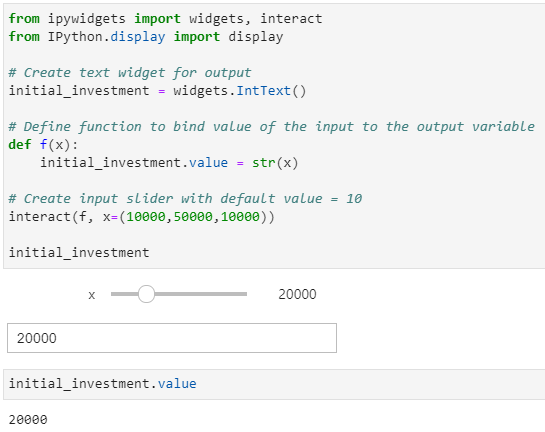 from ipywidgets import widgets, interact
from IPython.display import display

# Create text widget for output
initial_investment = widgets.IntText()

# Define function to bind value of the input to the output variable
def f(x):
    initial_investment.value = str(x)

# Create input slider with default value = 10
interact(f, x=(10000,50000,10000))

initial_investment
x 20000
20000
initial_investment.value
20000